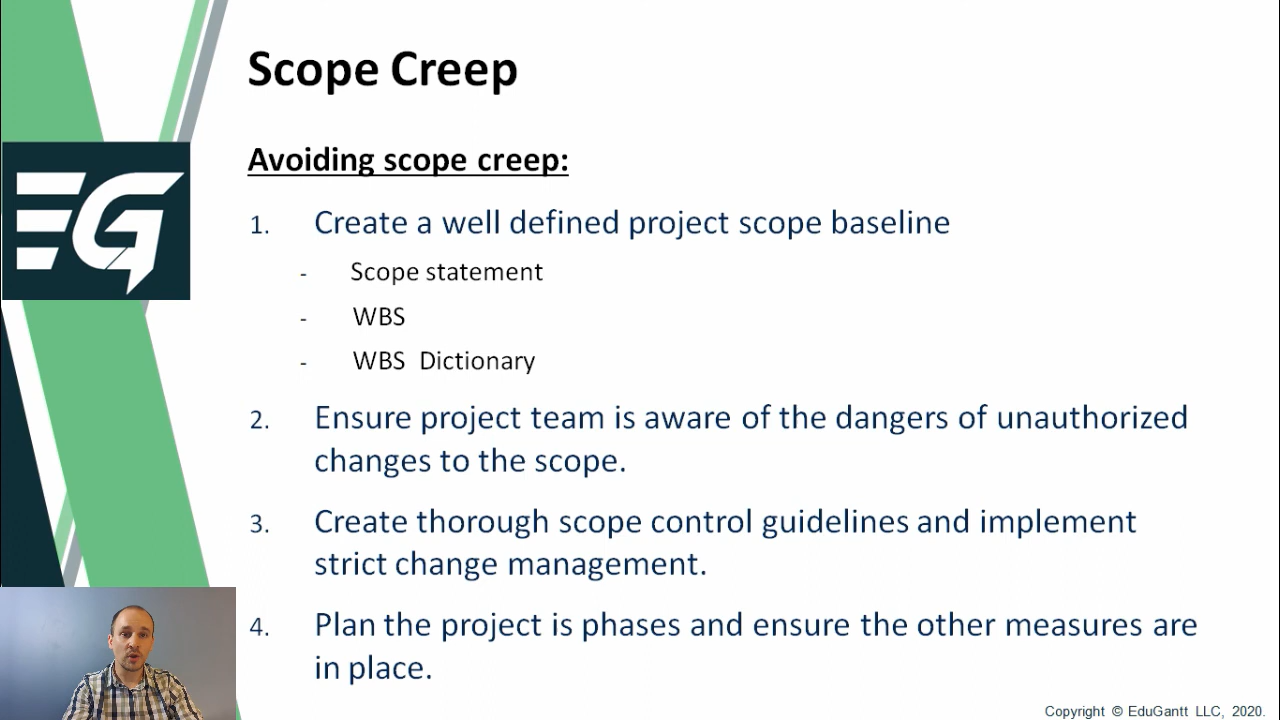 Scope Creep
Avoiding scope creep:
1. Create a well defined project scope baseline
- Scope statement
- WBS
- WBS Dictionary
2. Ensure project team is aware of the dangers of unauthorized
changes to the scope.
3. Create thorough scope control guidelines and implement
strict change management.
4. Plan the project is phases and ensure the other measures are
in place.
EG
Copyright © EduGantt LLC, 2020.